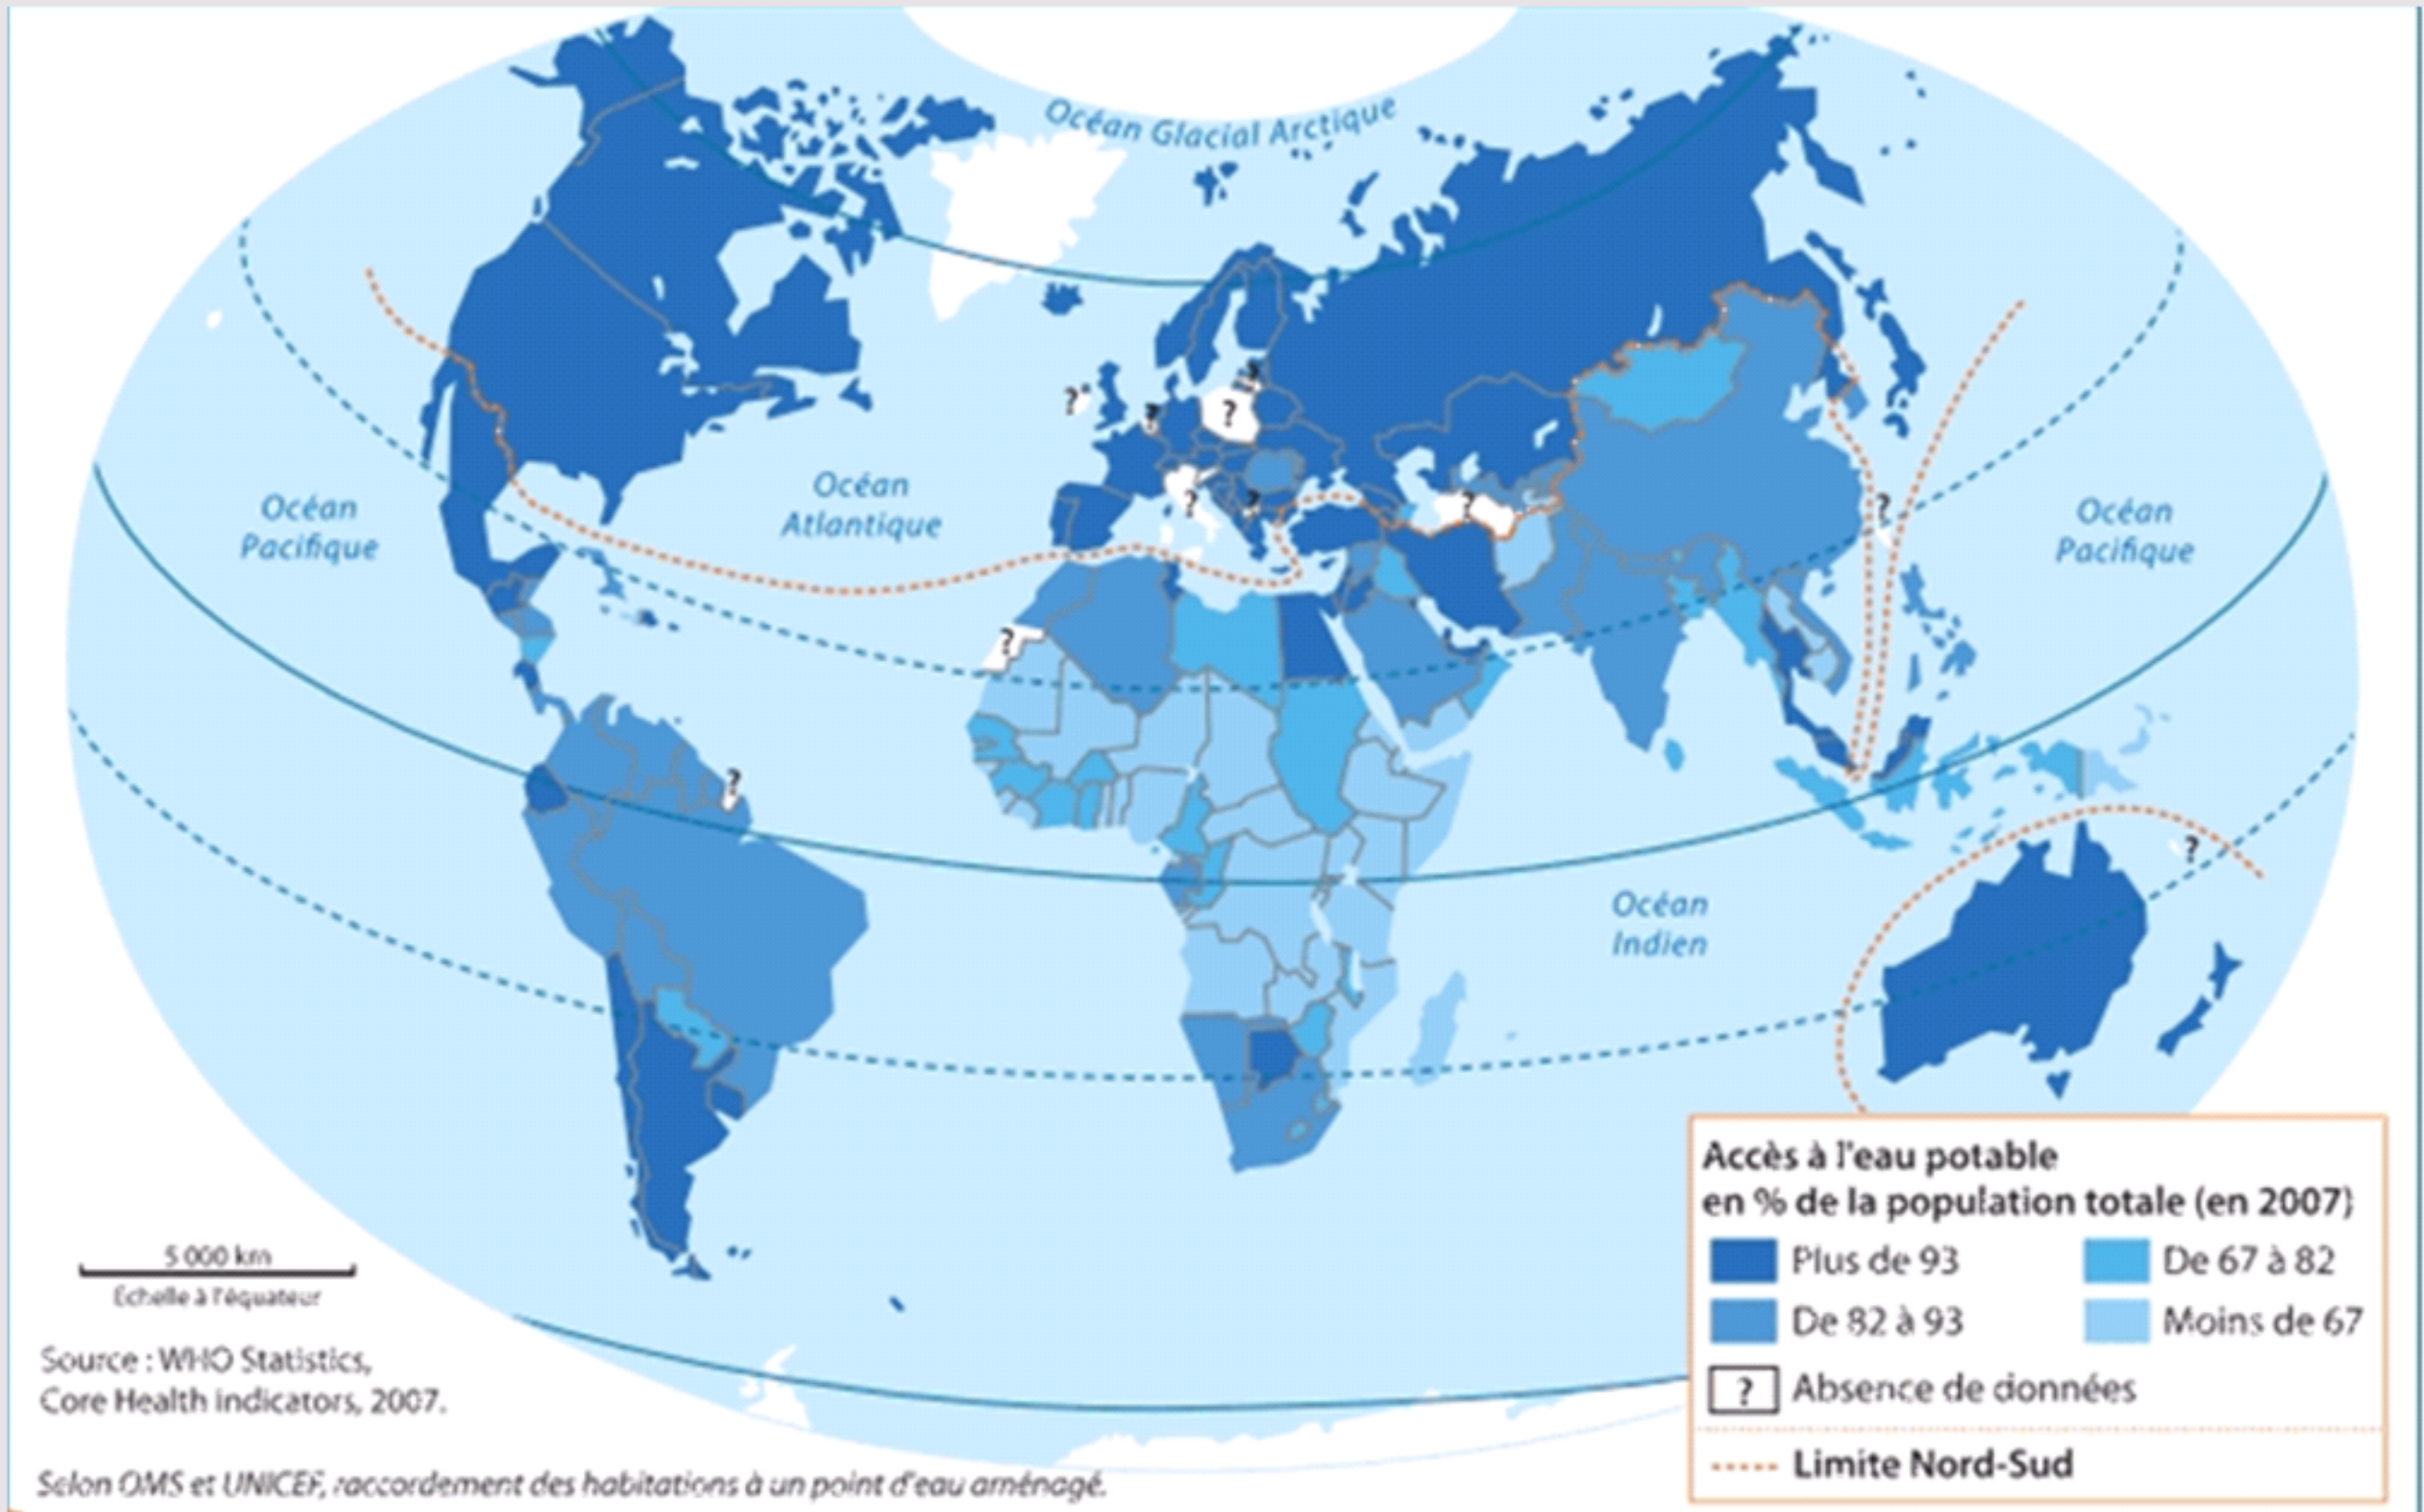 Océan Glacial Arctique
?
?
?
?
?
?
?
Océan
Pacifique
Océan
Atlantique
?
Océan
Pacifique
?
?
Océan
Indien
?
5 000 km
Echelle à l'équateur
Source : WHO Statistics,
Core Health indicators, 2007.
Selon OMS et UNICEF, raccordement des habitations à un point d'eau aménagé.
Accès à l'eau potable
en % de la population totale (en 2007)
Plus de 93
De 67 à 82
De 82 à 93
Moins de 67
? Absence de données
Limite Nord-Sud